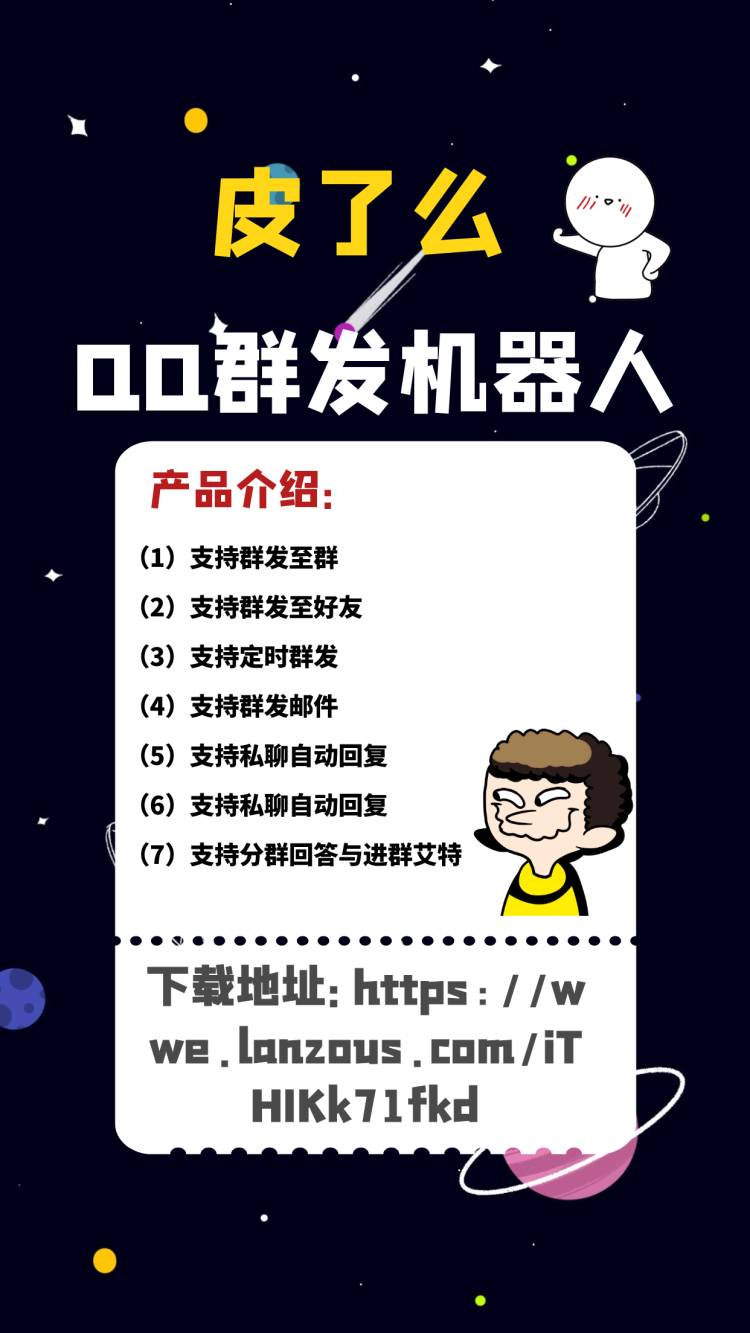 皮了么
QQ群发机器人
产品介绍:
（1）支持群发至群
（2）支持群发至好友
（3）支持定时群发
（4）支持群发邮件
（5）支持私聊自动回复
（6）支持私聊自动回复
（7）支持分群回答与进群艾特
下载地址: https://w
we.lanzous.com/iT
HIKk71fkd